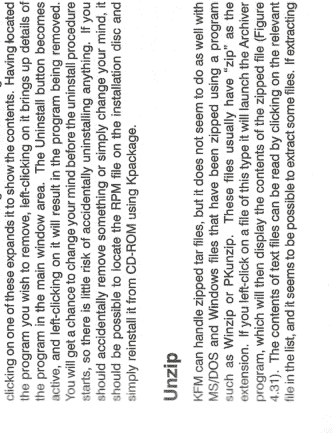 clicking on one of these expands it to show the contents. Having located
the program you wish to remove, left-clicking on it brings up details of
the program in the main window area. The Uninstall button becomes
active, and left-clicking on it will result in the program being removed.
You will get a chance to change your mind before the uninstall procedure
starts, so there is little risk of accidentally uninstalling anything. If you
should accidentally remove something or simply change your mind, it
should be possible to locate the RPM file on the installation disc and
simply reinstall it from CD-ROM using Kpackage.
Unzip
KFM can handle zipped tar files, but it does not seem to do as well with
MS/DOS and Windows files that have been zipped using a program
such as Winzip or PKunzip. These files usually have "zip" as the
extension. If you left-click on a file of this type it will launch the Archiver
program, which will then display the contents of the zipped file (Figure
4.31). The contents of text files can be read by clicking on the relevant
file in the list, and it seems to be possible to extract some files. If extracting